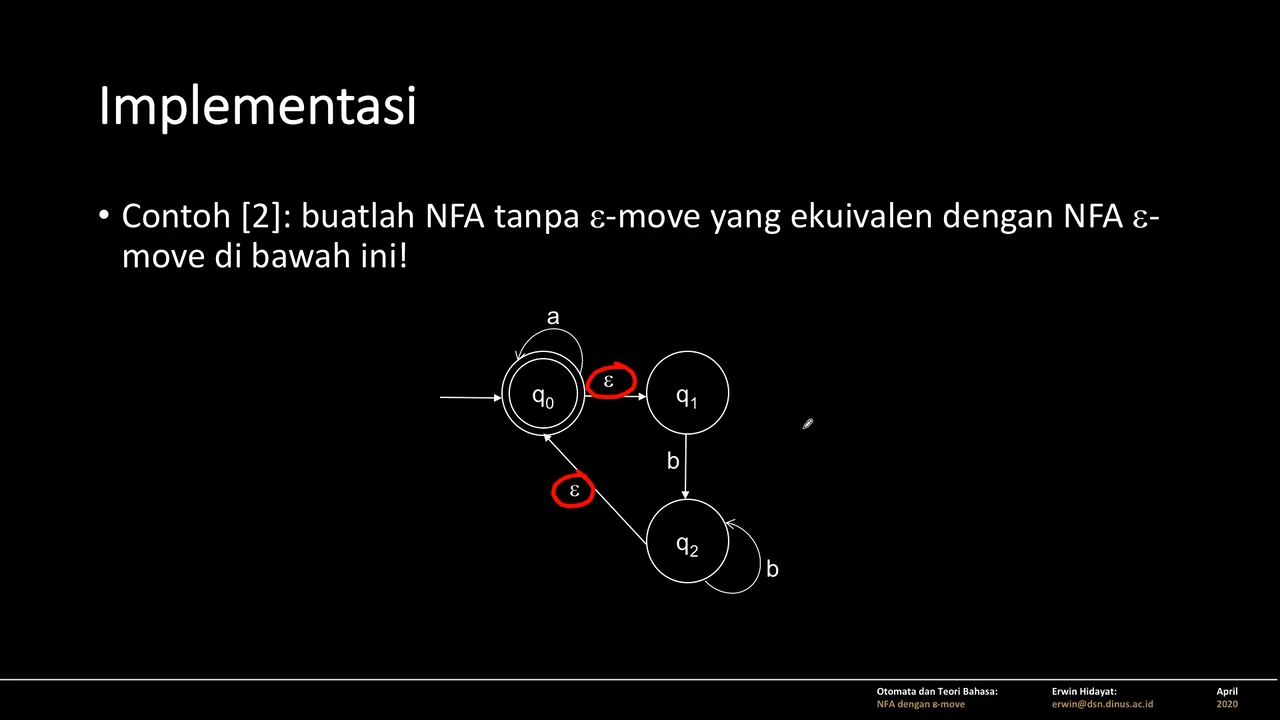 Implementasi
• Contoh [2]: buatlah NFA tanpa ε-move yang ekuivalen dengan NFA ε-
move di bawah ini!
a
q0
ε
q1
b
ε
q2
b
Otomata dan Teori Bahasa:
NFA dengan ε-move
Erwin Hidayat:
erwin@dsn.dinus.ac.id
April
2020